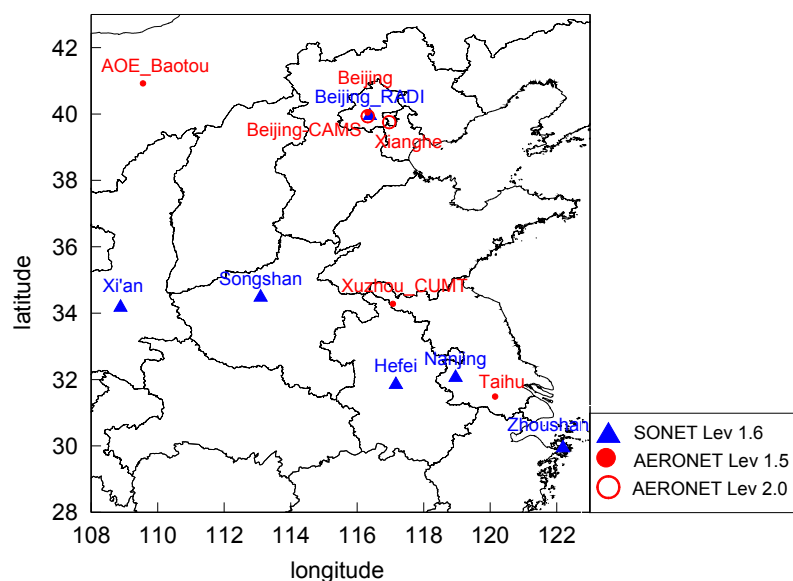 42
40
38
36
34
32
30
28
latitude
AOE_Baotou
Beijing
Beijing_RADI
Beijing-CAMS
Xianghe
Xi'an
Songshan
Xuzhou_CUMT
Hefei
Nanjing
Taihu
Zhoushan
108 110 112 114 116 118 120 122
longitude
SONET Lev 1.6
AERONET Lev 1.5
AERONET Lev 2.0